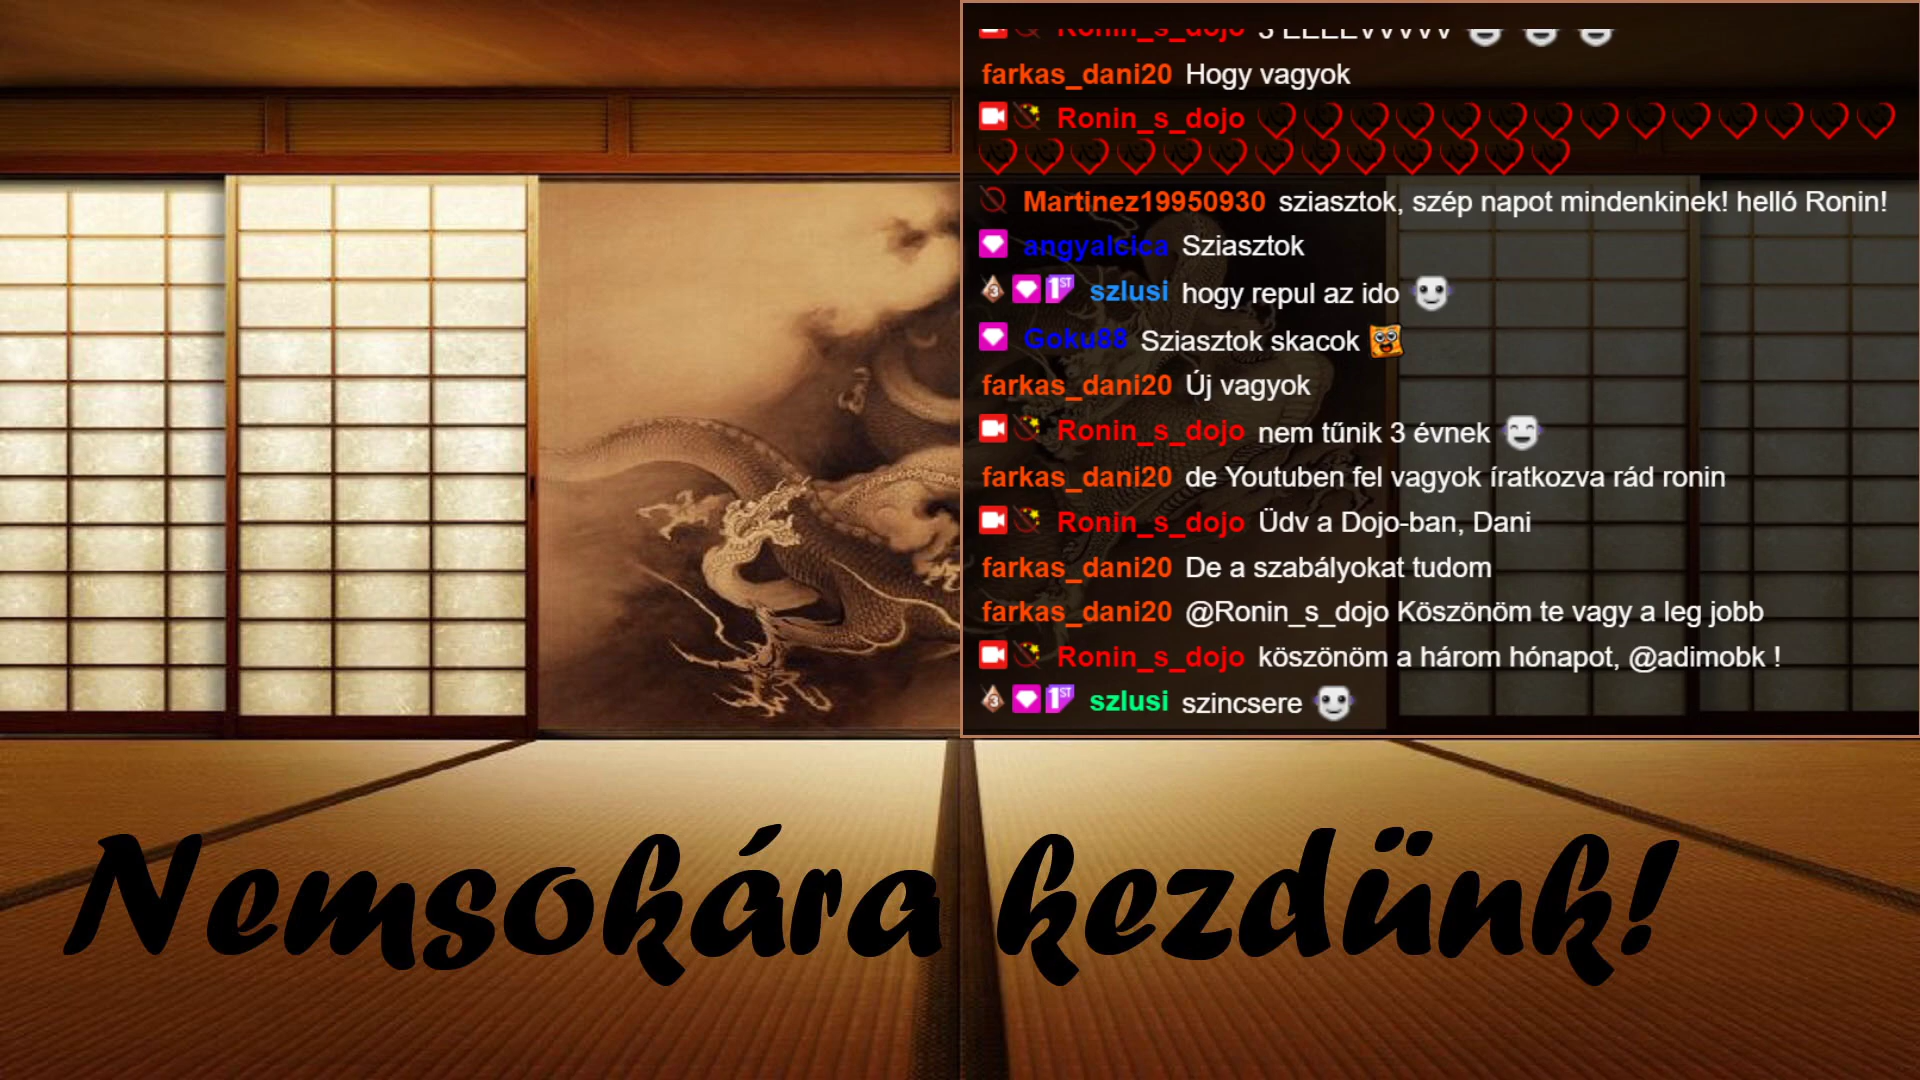 Ronin_s_dojo 3 ÉÉÉÉVVVVV
farkas_dani20 Hogy vagyok
Ronin_s_dojo
Martinez19950930 sziasztok, szép napot mindenkinek! helló Ronin!
angyalcica Sziasztok
szlusi hogy repul az ido
Goku88 Sziasztok skacok
farkas_dani20 Új vagyok
Ronin_s_dojo nem tűnik 3 évnek
farkas_dani20 de Youtuben fel vagyok íratkozva rád ronin
Ronin_s_dojo Üdv a Dojo-ban, Dani
farkas_dani20 De a szabályokat tudom
farkas_dani20 @Ronin_s_dojo Köszönöm te vagy a leg jobb
Ronin_s_dojo köszönöm a három hónapot, @adimobk !
szlusi szincsere
Nemsokára kezdünk!